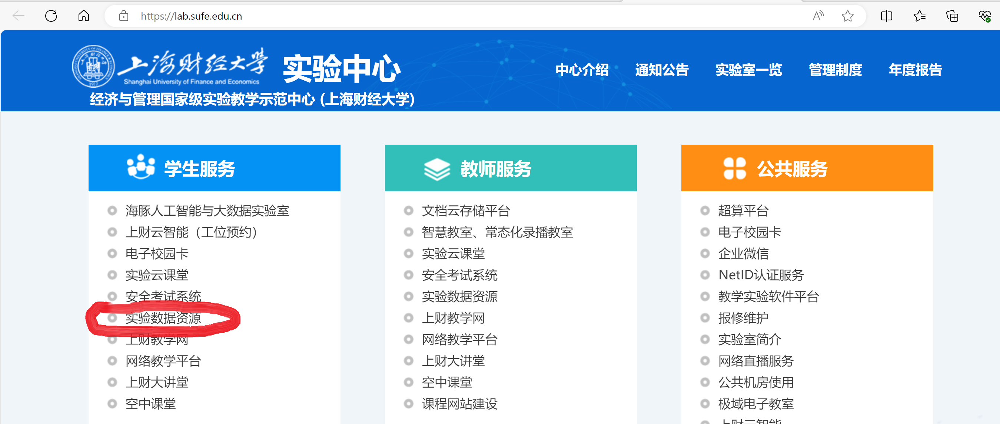 https://lab.sufe.edu.cn
上海财经大学
Shanghai University of Finance and Economics
1917
实验中心
经济与管理国家级实验教学示范中心 (上海财经大学)
中心介绍 通知公告 实验室一览 管理制度 年度报告
学生服务
海豚人工智能与大数据实验室
上财云智能（工位预约）
电子校园卡
实验云课堂
安全考试系统
实验数据资源
上财教学网
网络教学平台
上财大讲堂
空中课堂
教师服务
文档云存储平台
智慧教室、常态化录播教室
实验云课堂
安全考试系统
实验数据资源
上财教学网
网络教学平台
上财大讲堂
空中课堂
课程网站建设
公共服务
超算平台
电子校园卡
企业微信
NetID认证服务
教学实验软件平台
报修维护
实验室简介
网络直播服务
公共机房使用
极域电子教室
上财云智能